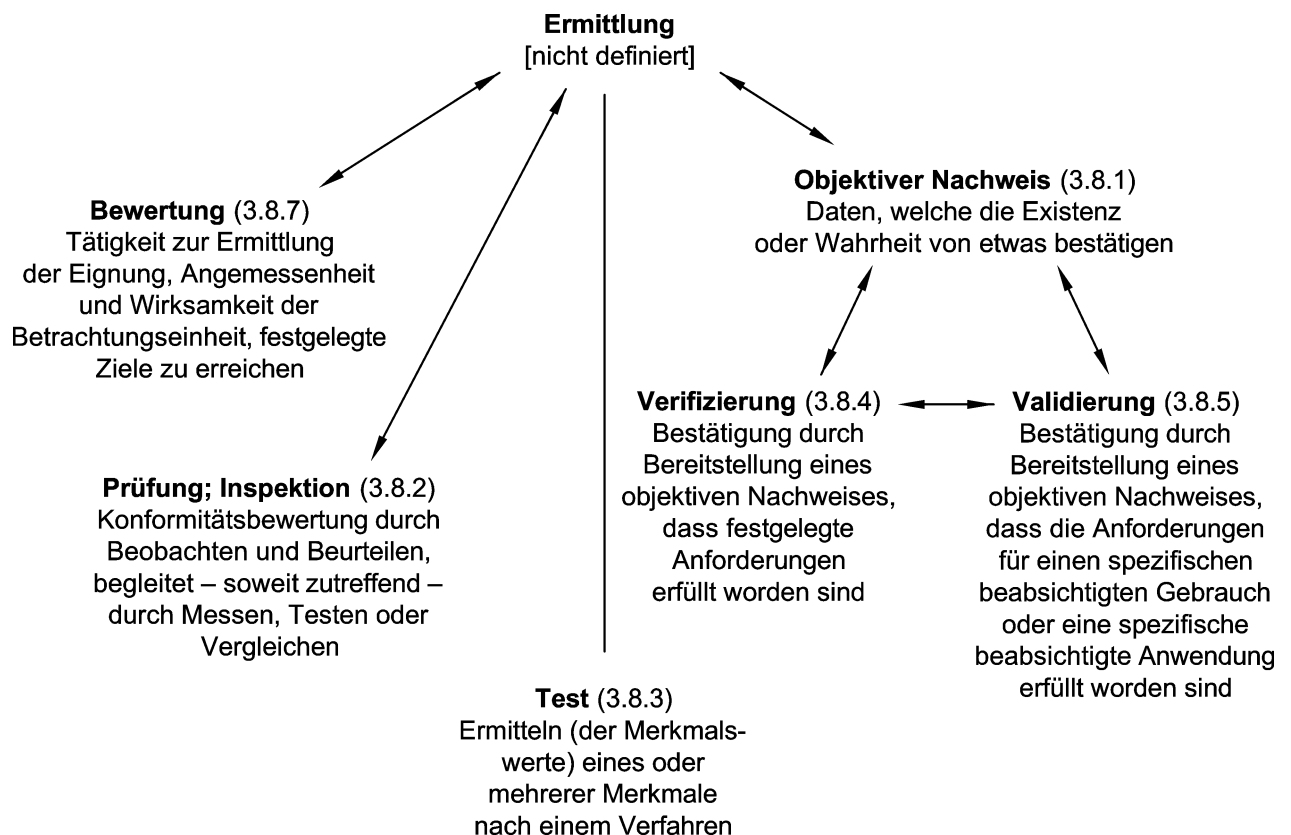 Ermittlung
[nicht definiert]
Objektiver Nachweis (3.8.1)
Daten, welche die Existenz
oder Wahrheit von etwas bestätigen
Bewertung (3.8.7)
Tätigkeit zur Ermittlung
der Eignung, Angemessenheit
und Wirksamkeit der
Betrachtungseinheit, festgelegte
Ziele zu erreichen
Verifizierung (3.8.4)
Bestätigung durch
Bereitstellung eines
objektiven Nachweises,
dass festgelegte
Anforderungen
erfüllt worden sind
Validierung (3.8.5)
Bestätigung durch
Bereitstellung eines
objektiven Nachweises,
dass die Anforderungen
für einen spezifischen
beabsichtigten Gebrauch
oder eine spezifische
beabsichtigte Anwendung
erfüllt worden sind
Prüfung; Inspektion (3.8.2)
Konformitätsbewertung durch
Beobachten und Beurteilen,
begleitet – soweit zutreffend –
durch Messen, Testen oder
Vergleichen
Test (3.8.3)
Ermitteln (der Merkmals-
werte) eines oder
mehrerer Merkmale
nach einem Verfahren